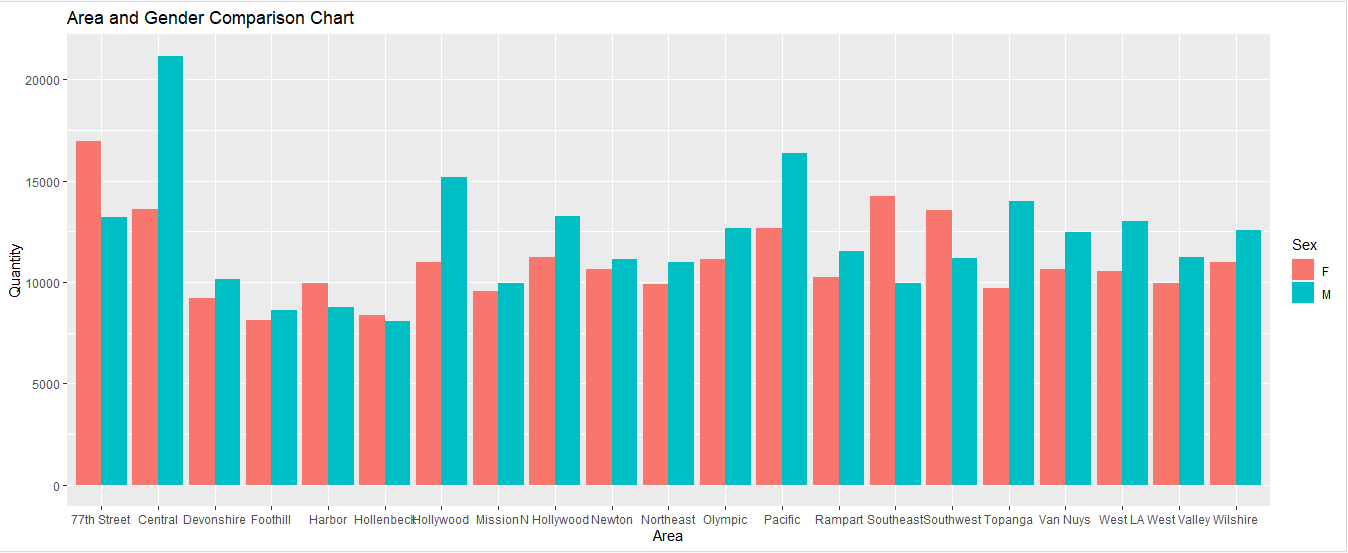 Area and Gender Comparison Chart
Quantity
20000
15000
10000
5000
0
77th Street Central Devonshire Foothill Harbor Hollenbeck Hollywood Mission N Hollywood Newton Northeast Olympic Pacific Rampart Southeast Southwest Topanga Van Nuys West LA West Valley Wilshire
Area
Sex
F
M